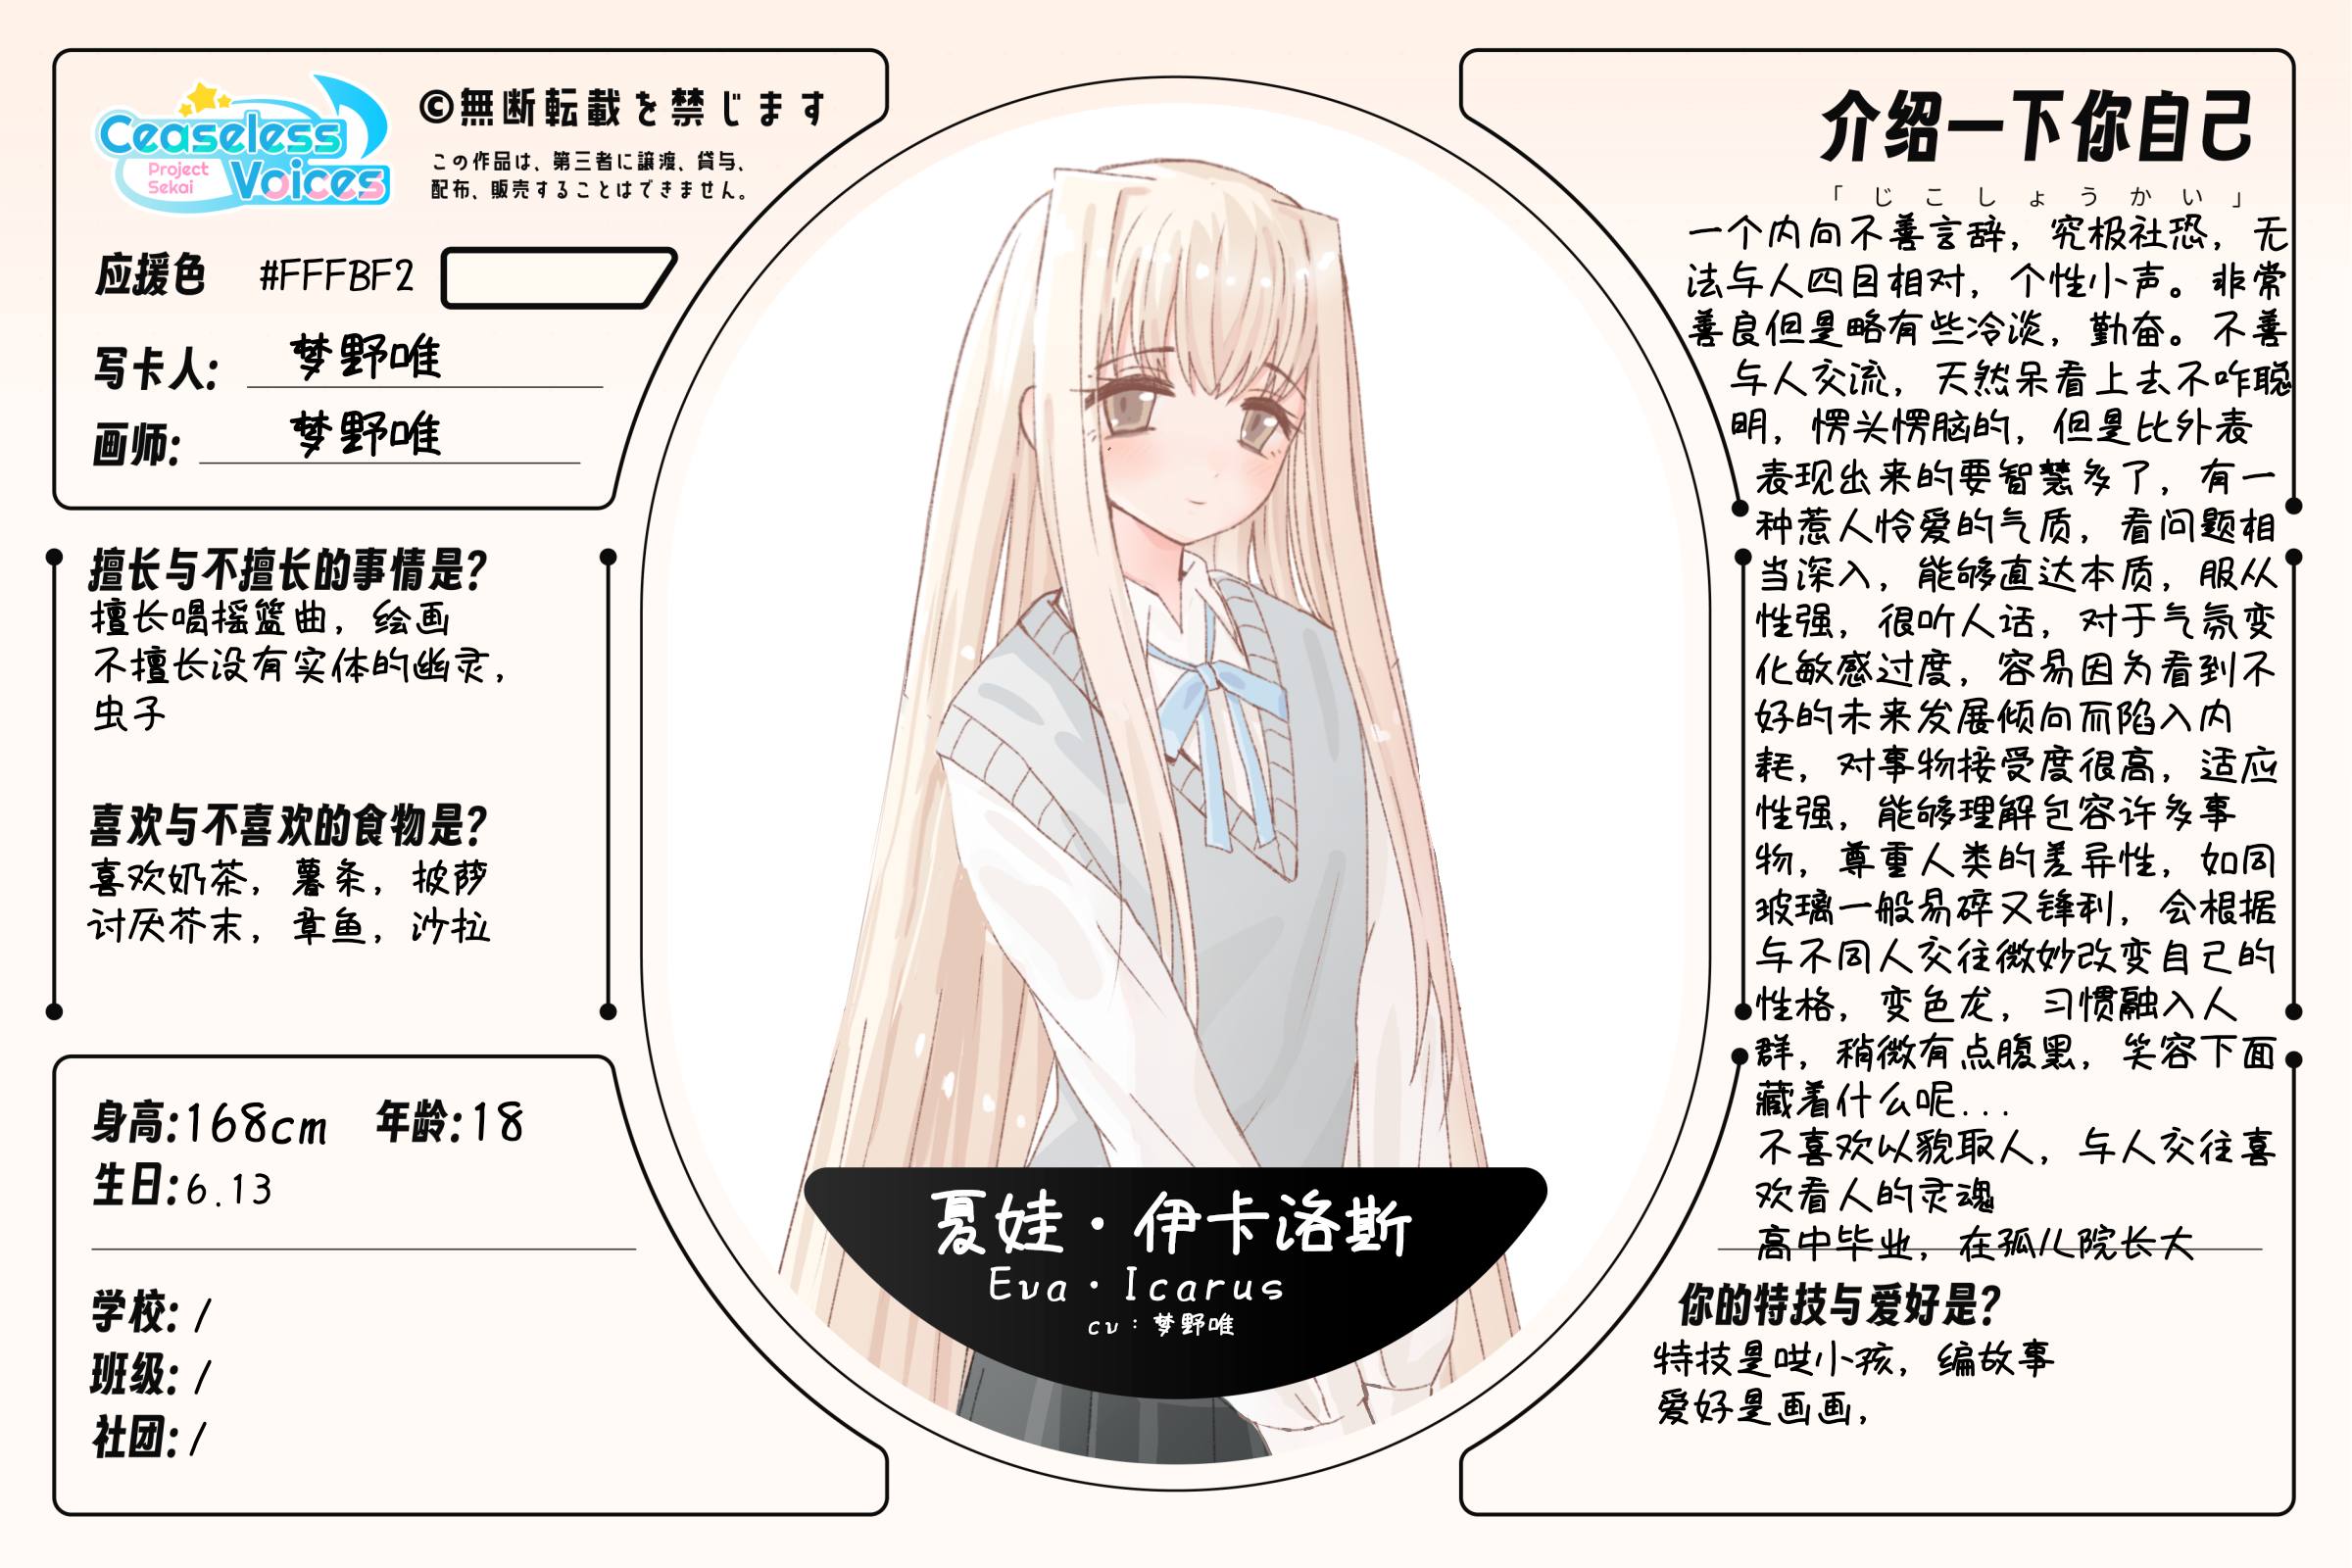 Ceaseless
Voices
Project
Sekai
©無断転載を禁じます
この作品は、第三者に譲渡、貸与、
配布、販売することはできません。
应援色 #FFFBF2
写卡人: 梦野唯
画师: 梦野唯
擅长与不擅长的事情是?
擅长唱摇篮曲，绘画
不擅长没有实体的幽灵，
虫子
喜欢与不喜欢的食物是?
喜欢奶茶，薯条，披萨
讨厌芥末，章鱼，沙拉
身高:168cm 年龄:18
生日:6.13
学校: /
班级: /
社团: /
夏娃·伊卡洛斯
Eva·Icarus
cv：梦野唯
介绍一下你自己
「じこしょうかい」
一个内向不善言辞，究极社恐，无
法与人四目相对，个性小声。非常
善良但是略有些冷淡，勤奋。不善
与人交流，天然呆看上去不咋聪
明，愣头愣脑的，但是比外表
表现出来的要智慧多了，有一
种惹人怜爱的气质，看问题相
当深入，能够直达本质，服从
性强，很听人话，对于气氛变
化敏感过度，容易因为看到不
好的未来发展倾向而陷入内
耗，对事物接受度很高，适应
性强，能够理解包容许多事
物，尊重人类的差异性，如同
玻璃一般易碎又锋利，会根据
与不同人交往微妙改变自己的
性格，变色龙，习惯融入人
群，稍微有点腹黑，笑容下面
藏着什么呢...
不喜欢以貌取人，与人交往喜
欢看人的灵魂
高中毕业，在孤儿院长大
你的特技与爱好是?
特技是哄小孩，编故事
爱好是画画，